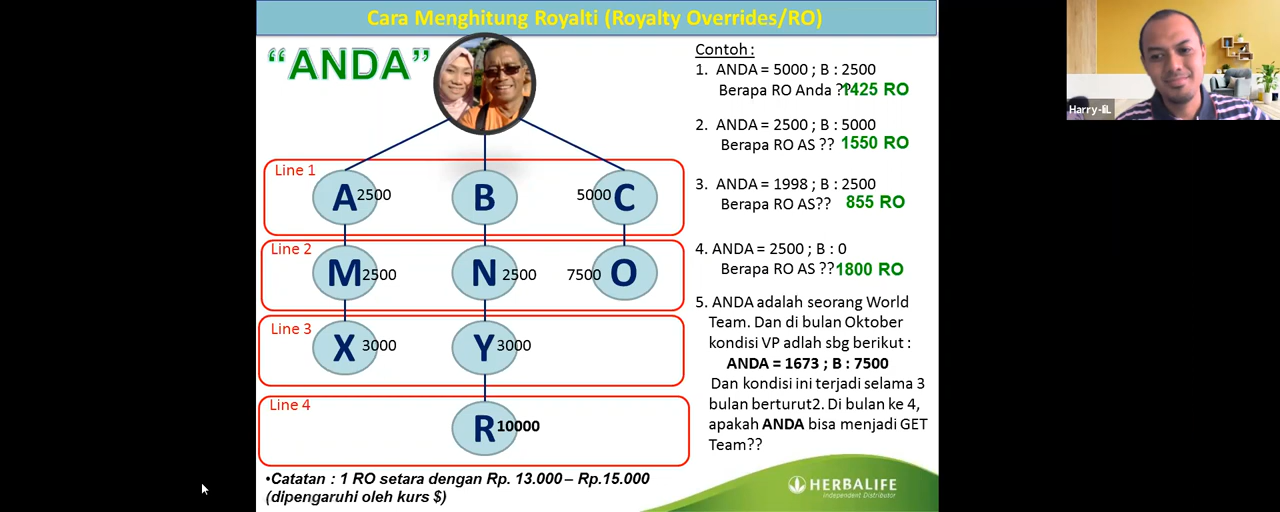 Cara Menghitung Royalti (Royalty Overrides/RO)
“ANDA”
Line 1
A 2500
B
5000 C
Line 2
M 2500
N 2500
7500 O
Line 3
X 3000
Y 3000
Line 4
R 10000
•Catatan : 1 RO setara dengan Rp. 13.000 – Rp.15.000
(dipengaruhi oleh kurs $)
Contoh :
1. ANDA = 5000 ; B : 2500
Berapa RO Anda ?? 1425 RO
2. ANDA = 2500 ; B : 5000
Berapa RO AS ?? 1550 RO
3. ANDA = 1998 ; B : 2500
Berapa RO AS?? 855 RO
4. ANDA = 2500 ; B : 0
Berapa RO AS ?? 1800 RO
5. ANDA adalah seorang World
Team. Dan di bulan Oktober
kondisi VP adlah sbg berikut :
ANDA = 1673 ; B : 7500
Dan kondisi ini terjadi selama 3
bulan berturut2. Di bulan ke 4,
apakah ANDA bisa menjadi GET
Team??
HERBALIFE
Independent Distributor